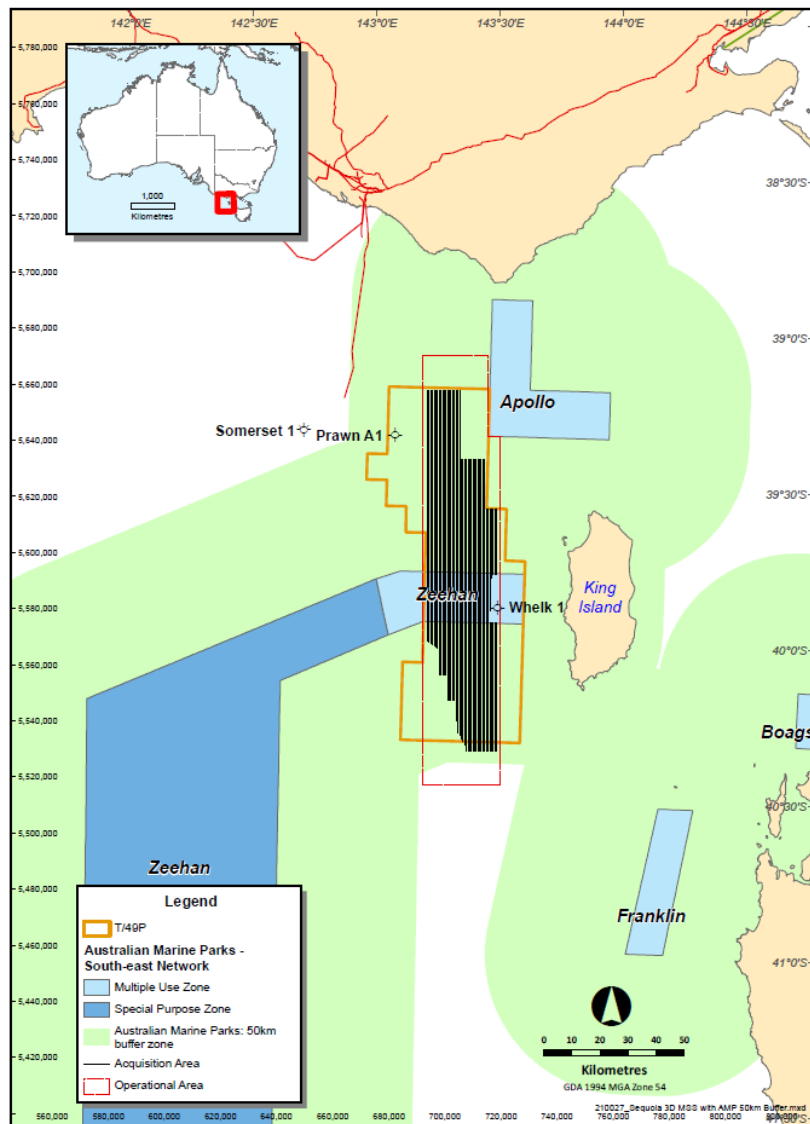 142°0'E
142°30'E
143°0'E
143°30'E
144°0'E
144°30'E
5,780,000
5,760,000
5,740,000
5,720,000
5,700,000
5,680,000
5,660,000
5,640,000
5,620,000
5,600,000
5,580,000
5,560,000
5,540,000
5,520,000
5,500,000
5,480,000
5,460,000
5,440,000
5,420,000
1,000
Kilometres
38°30'S
39°0'S
39°30'S
40°0'S
40°30'S
41°0'S
Apollo
Somerset 1
Prawn A1
Zeehan
Whelk 1
King
Island
Boags
Zeehan
Franklin
Legend
T/49P
Australian Marine Parks -
South-east Network
Multiple Use Zone
Special Purpose Zone
Australian Marine Parks: 50km
buffer zone
Acquisition Area
Operational Area
0 10 20 30 40 50
Kilometres
GDA 1994 MGA Zone 54
210027_Sequoia 3D MSS with AMP 50km Buffer.mxd
560,000
580,000
600,000
620,000
640,000
660,000
680,000
700,000
720,000
740,000
760,000